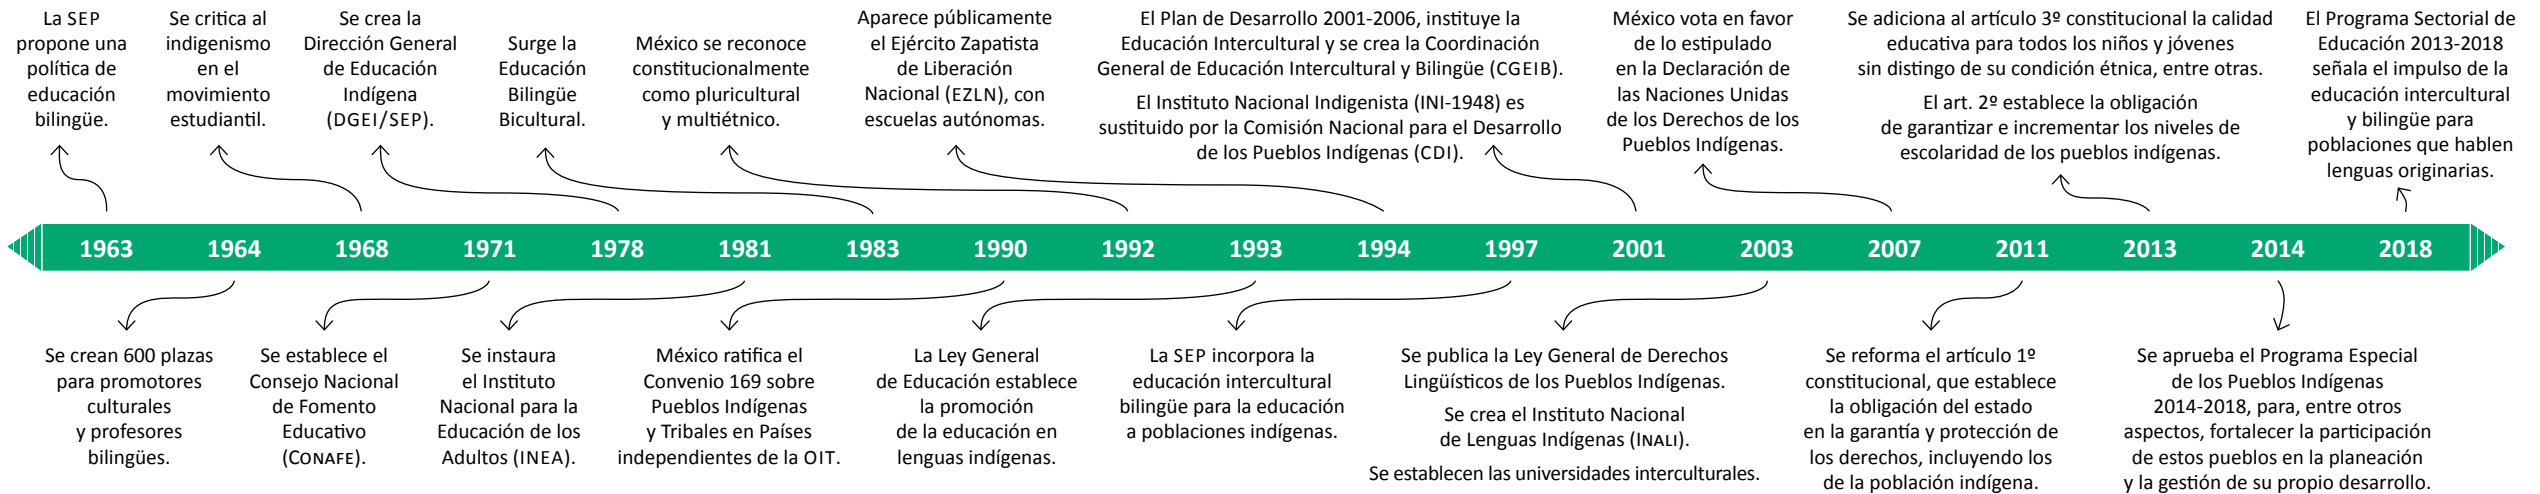 La SEP
propone una
política de
educación
bilingüe.
Se critica al
indigenismo
en el
movimiento
estudiantil.
Se crea la
Dirección General
de Educación
Indígena
(DGEI/SEP).
Surge la
Educación
Bilingüe
Bicultural.
México se reconoce
constitucionalmente
como pluricultural
y multiétnico.
Aparece públicamente
el Ejército Zapatista
de Liberación
Nacional (EZLN), con
escuelas autónomas.
El Plan de Desarrollo 2001-2006, instituye la
Educación Intercultural y se crea la Coordinación
General de Educación Intercultural y Bilingüe (CGEIB).
El Instituto Nacional Indigenista (INI-1948) es
sustituido por la Comisión Nacional para el Desarrollo
de los Pueblos Indígenas (CDI).
México vota en favor
de lo estipulado
en la Declaración de
las Naciones Unidas
de los Derechos de los
Pueblos Indígenas.
Se adiciona al artículo 3º constitucional la calidad
educativa para todos los niños y jóvenes
sin distingo de su condición étnica, entre otras.
El art. 2º establece la obligación
de garantizar e incrementar los niveles de
escolaridad de los pueblos indígenas.
El Programa Sectorial de
Educación 2013-2018
señala el impulso de la
educación intercultural
y bilingüe para
poblaciones que hablen
lenguas originarias.
1963 1964 1968 1971 1978 1981 1983 1990 1992 1993 1994 1997 2001 2003 2007 2011 2013 2014 2018
Se crean 600 plazas
para promotores
culturales
y profesores
bilingües.
Se establece el
Consejo Nacional
de Fomento
Educativo
(CONAFE).
Se instaura
el Instituto
Nacional para la
Educación de los
Adultos (INEA).
México ratifica el
Convenio 169 sobre
Pueblos Indígenas
y Tribales en Países
independientes de la OIT.
La Ley General
de Educación establece
la promoción
de la educación en
lenguas indígenas.
La SEP incorpora la
educación intercultural
bilingüe para la educación
a poblaciones indígenas.
Se publica la Ley General de Derechos
Lingüísticos de los Pueblos Indígenas.
Se crea el Instituto Nacional
de Lenguas Indígenas (INALI).
Se establecen las universidades interculturales.
Se reforma el artículo 1º
constitucional, que establece
la obligación del estado
en la garantía y protección de
los derechos, incluyendo los
de la población indígena.
Se aprueba el Programa Especial
de los Pueblos Indígenas
2014-2018, para, entre otros
aspectos, fortalecer la participación
de estos pueblos en la planeación
y la gestión de su propio desarrollo.